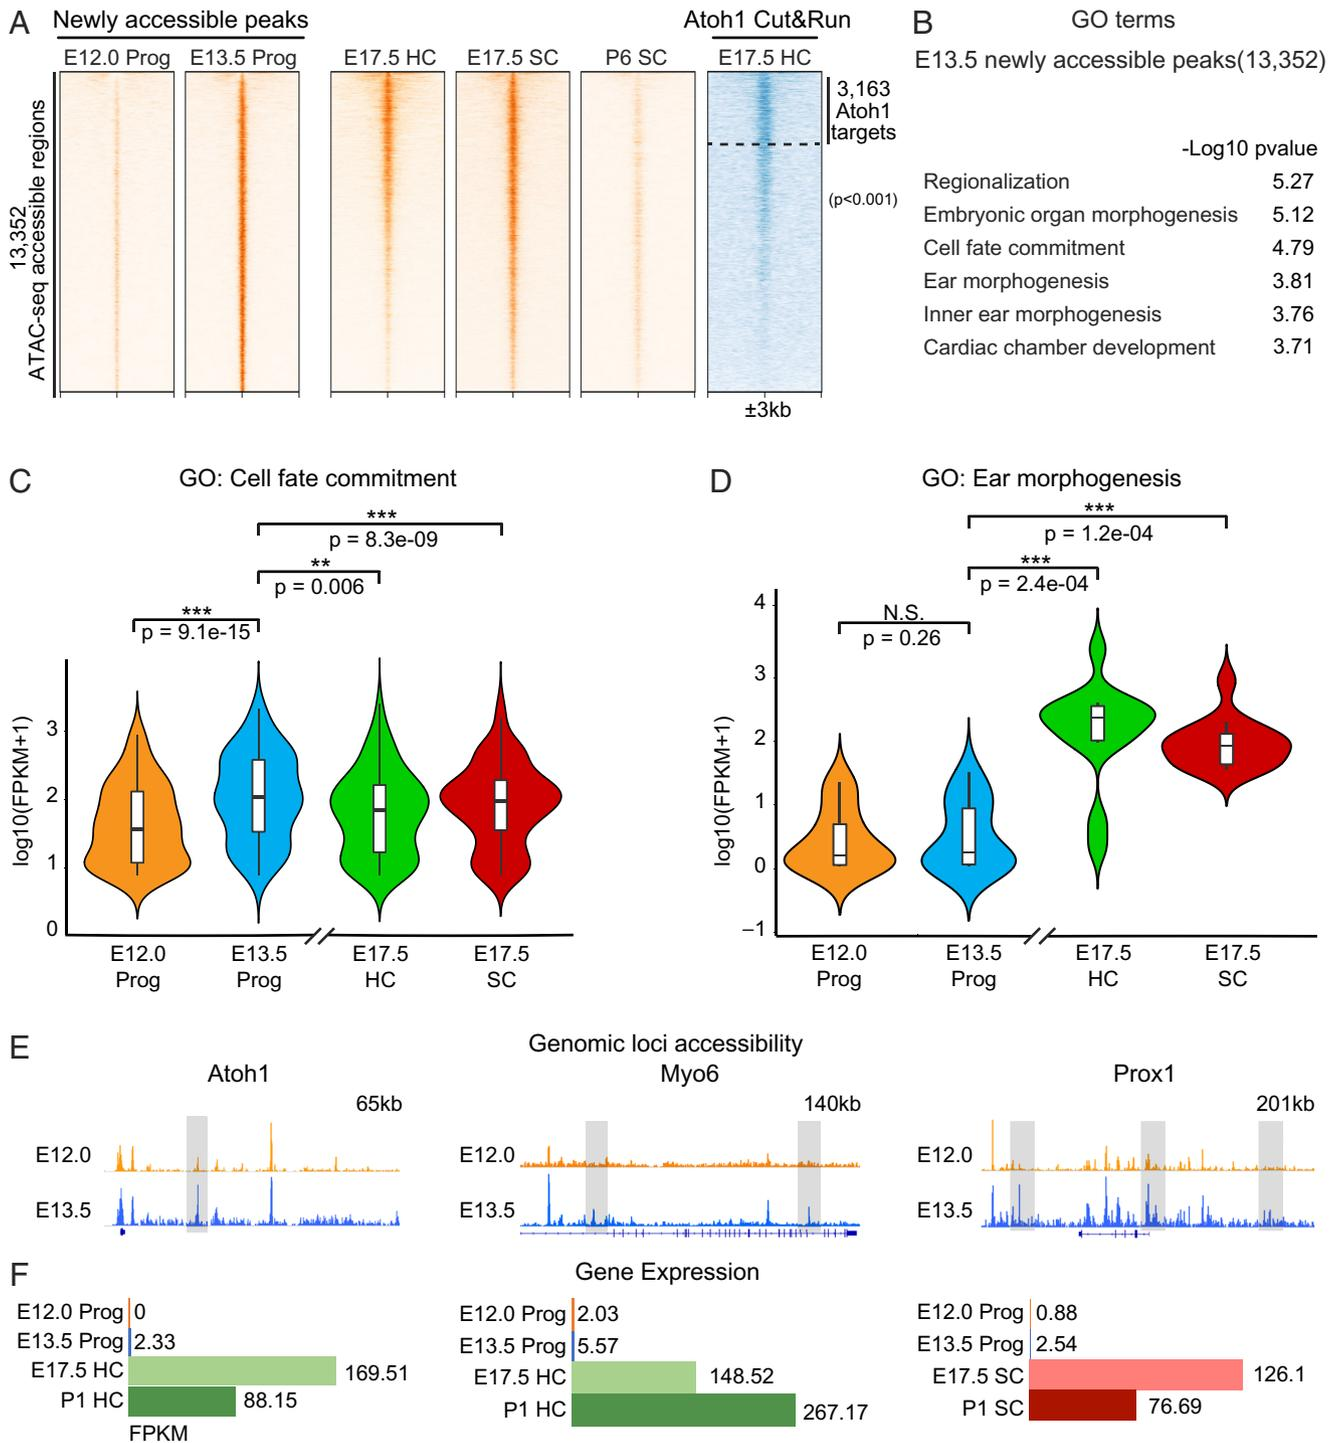 A
Newly accessible peaks
Atoh1 Cut&Run
E12.0 Prog
E13.5 Prog
E17.5 HC
E17.5 SC
P6 SC
E17.5 HC
13,352
ATAC-seq accessible regions
3,163
Atoh1
targets
(p<0.001)
±3kb
B
GO terms
E13.5 newly accessible peaks(13,352)
-Log10 pvalue
Regionalization 5.27
Embryonic organ morphogenesis 5.12
Cell fate commitment 4.79
Ear morphogenesis 3.81
Inner ear morphogenesis 3.76
Cardiac chamber development 3.71
C
GO: Cell fate commitment
***
p = 8.3e-09
**
p = 0.006
***
p = 9.1e-15
log10(FPKM+1)
3
2
1
0
E12.0
Prog
E13.5
Prog
E17.5
HC
E17.5
SC
D
GO: Ear morphogenesis
***
p = 1.2e-04
***
p = 2.4e-04
N.S.
p = 0.26
log10(FPKM+1)
4
3
2
1
0
−1
E12.0
Prog
E13.5
Prog
E17.5
HC
E17.5
SC
E
Genomic loci accessibility
Atoh1
65kb
E12.0
E13.5
Myo6
140kb
E12.0
E13.5
Prox1
201kb
E12.0
E13.5
F
Gene Expression
E12.0 Prog 0
E13.5 Prog 2.33
E17.5 HC 169.51
P1 HC 88.15
FPKM
E12.0 Prog 2.03
E13.5 Prog 5.57
E17.5 HC 148.52
P1 HC 267.17
E12.0 Prog 0.88
E13.5 Prog 2.54
E17.5 SC 126.1
P1 SC 76.69